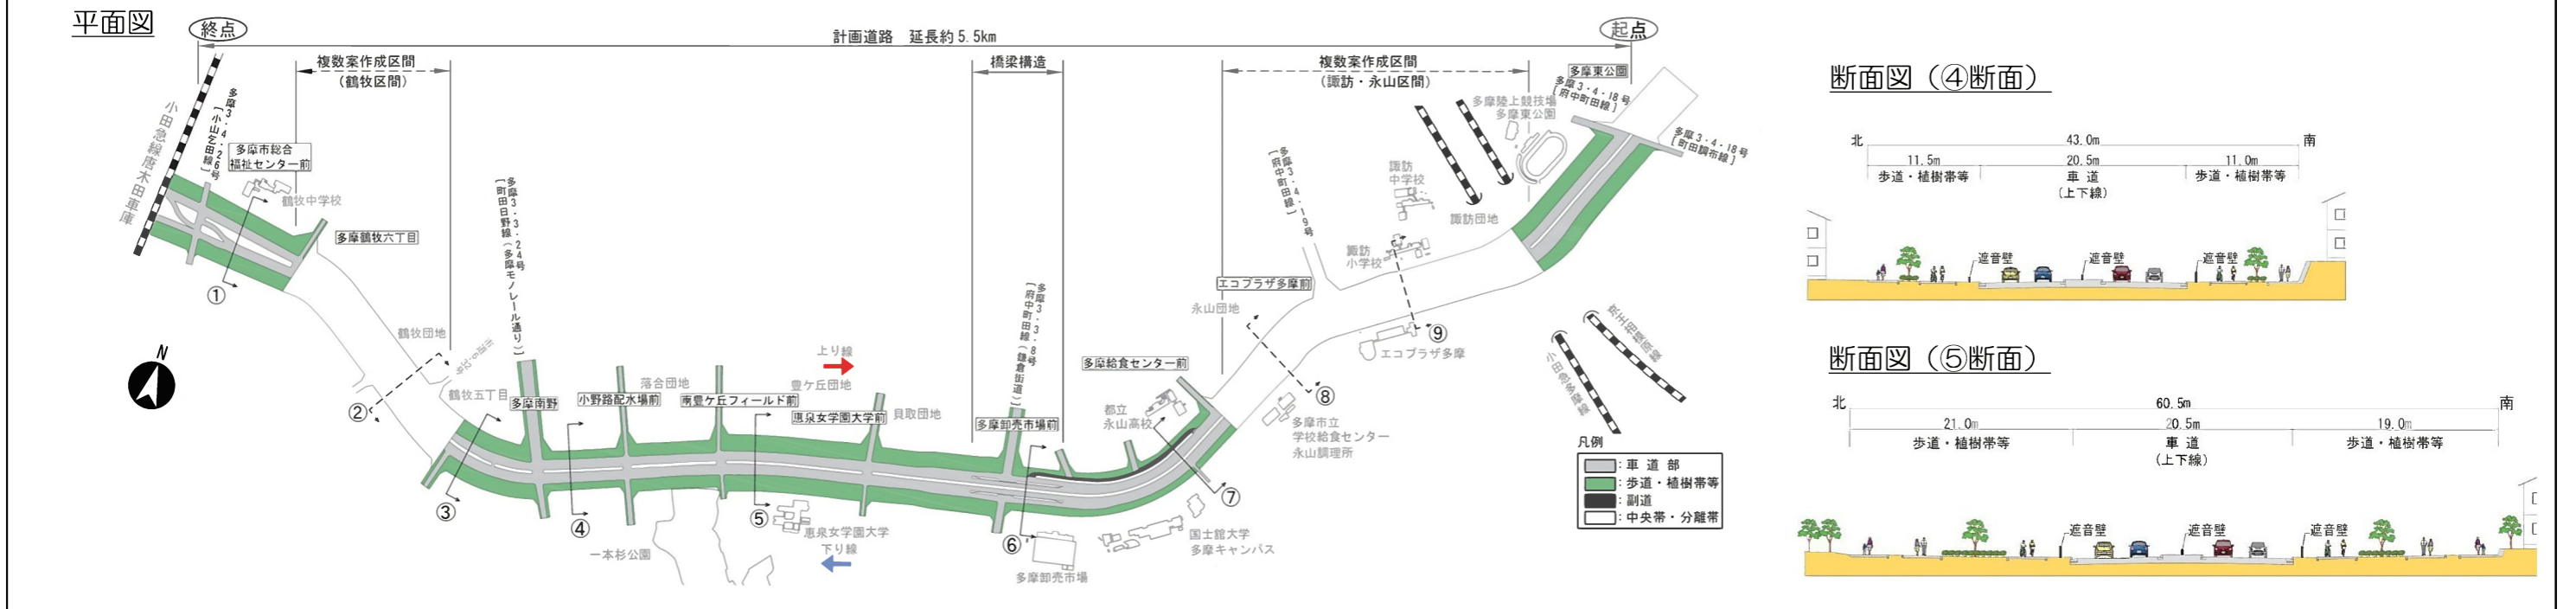 平面図
終点
起点
計画道路　延長約5.5km
複数案作成区間
(鶴牧区間)
橋梁構造
複数案作成区間
(諏訪・永山区間)
小田急線唐木田車庫
多摩3・4・26号
[小山乞田線]
多摩市総合
福祉センター前
鶴牧中学校
多摩鶴牧六丁目
①
N
鶴牧団地
②
鶴牧五丁目
③
多摩3・3・24号
[町田日野線(多摩モノレール通り)]
多摩南野
小野路配水場前
落合団地
南豊ケ丘フィールド前
④
一本杉公園
上り線
豊ケ丘団地
恵泉女学園大学前
貝取団地
⑤
恵泉女学園大学
下り線
多摩3・3・8号
[府中町田線(鎌倉街道)]
多摩卸売市場前
⑥
多摩卸売市場
多摩給食センター前
都立
永山高校
⑦
国士舘大学
多摩キャンパス
多摩3・4・19号
[府中町田線]
エコプラザ多摩前
永山団地
⑧
多摩市立
学校給食センター
永山調理所
諏訪
中学校
諏訪
小学校
諏訪団地
⑨
エコプラザ多摩
多摩陸上競技場
多摩東公園
多摩東公園
多摩3・4・18号
[府中町田線]
多摩3・4・18号
[町田調布線]
小田急多摩線
京王相模原線
凡例
：車 道 部
：歩道・植樹帯等
：副道
：中央帯・分離帯
断面図（④断面）
北
43.0m
南
11.5m
20.5m
11.0m
歩道・植樹帯等
車 道
(上下線)
歩道・植樹帯等
遮音壁
遮音壁
遮音壁
断面図（⑤断面）
北
60.5m
南
21.0m
20.5m
19.0m
歩道・植樹帯等
車 道
(上下線)
歩道・植樹帯等
遮音壁
遮音壁
遮音壁